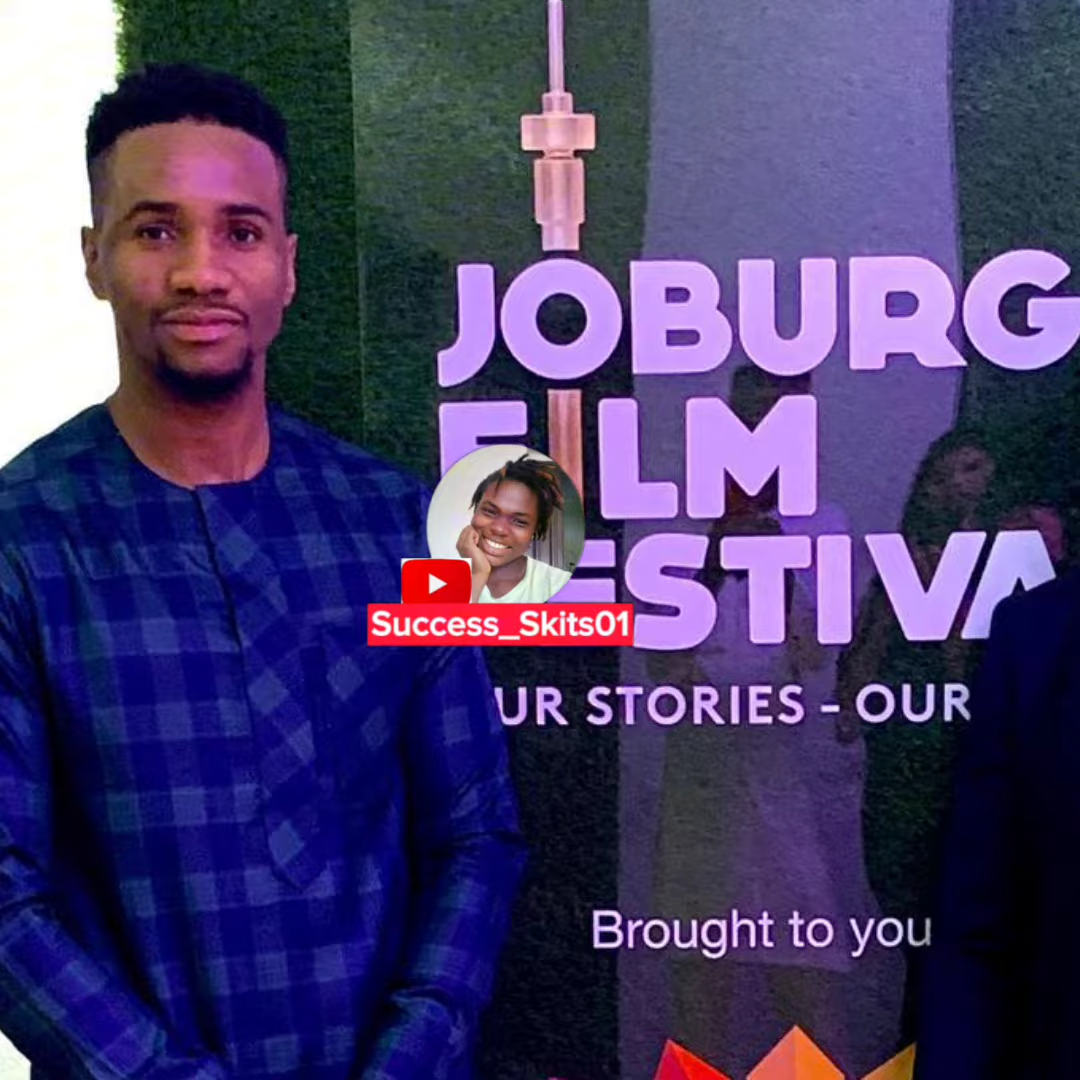 JOBURG
FILM
ESTIVA
UR STORIES - OUR
Success_Skits01
Brought to you